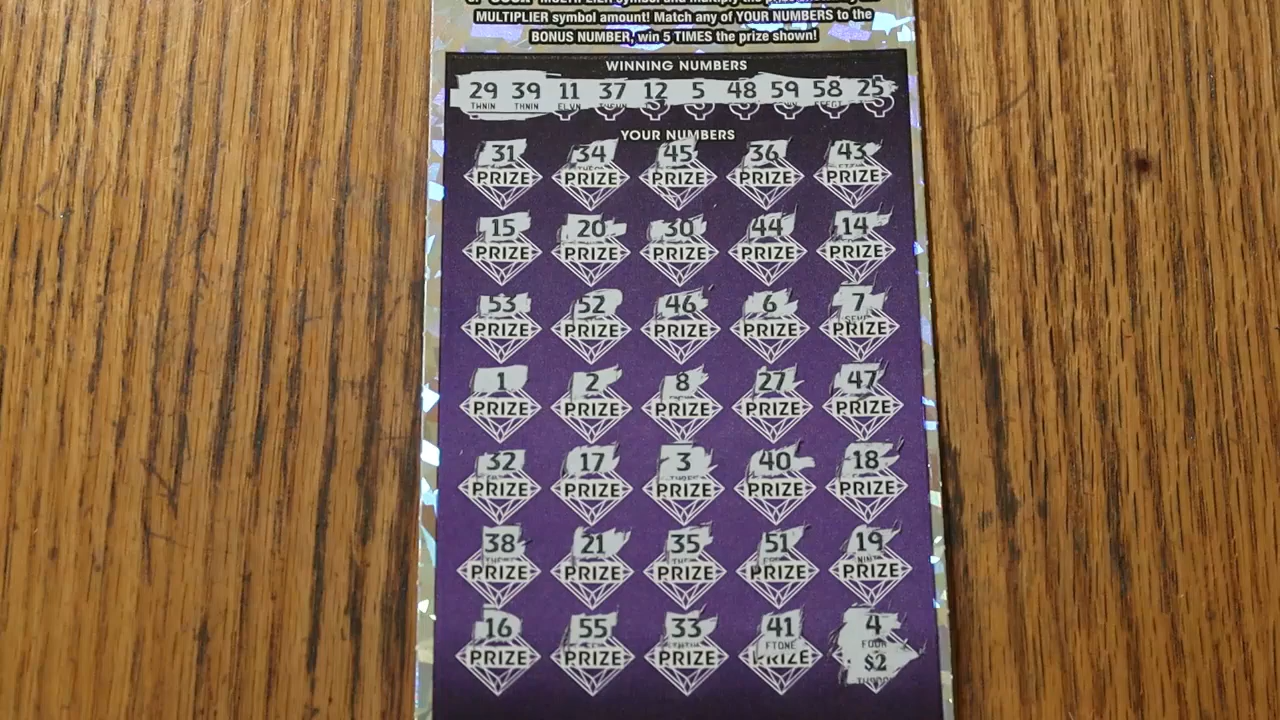 MULTIPLIER symbol amount! Match any of YOUR NUMBERS to the
BONUS NUMBER, win 5 TIMES the prize shown!
WINNING NUMBERS
29 39 11 37 12 5 48 59 58 25
THNIN THNIN ELVN
YOUR NUMBERS
31 34 45 36 43
PRIZE PRIZE PRIZE PRIZE PRIZE
15 20 30 44 14
PRIZE PRIZE PRIZE PRIZE PRIZE
53 52 46 6 7
PRIZE PRIZE PRIZE PRIZE PRIZE
1 2 8 27 47
PRIZE PRIZE PRIZE PRIZE PRIZE
32 17 3 40 18
PRIZE PRIZE PRIZE PRIZE PRIZE
38 21 35 51 19
PRIZE PRIZE PRIZE PRIZE PRIZE
16 55 33 41 4
FTONE FOUR
PRIZE PRIZE PRIZE PRIZE $2